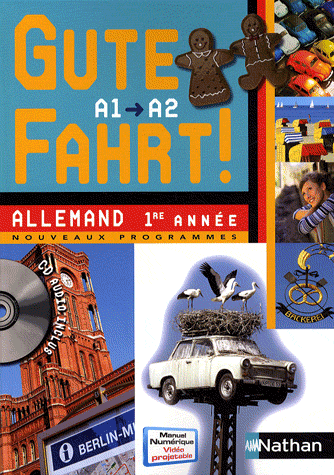 GUTE
A1 → A2
FAHRT!
ALLEMAND 1RE ANNÉE
NOUVEAUX PROGRAMMES
CD AUDIO INCLUS
BÄCKEREI
i BERLIN-M
Manuel
Numérique
Vidéo
projetable
Nathan